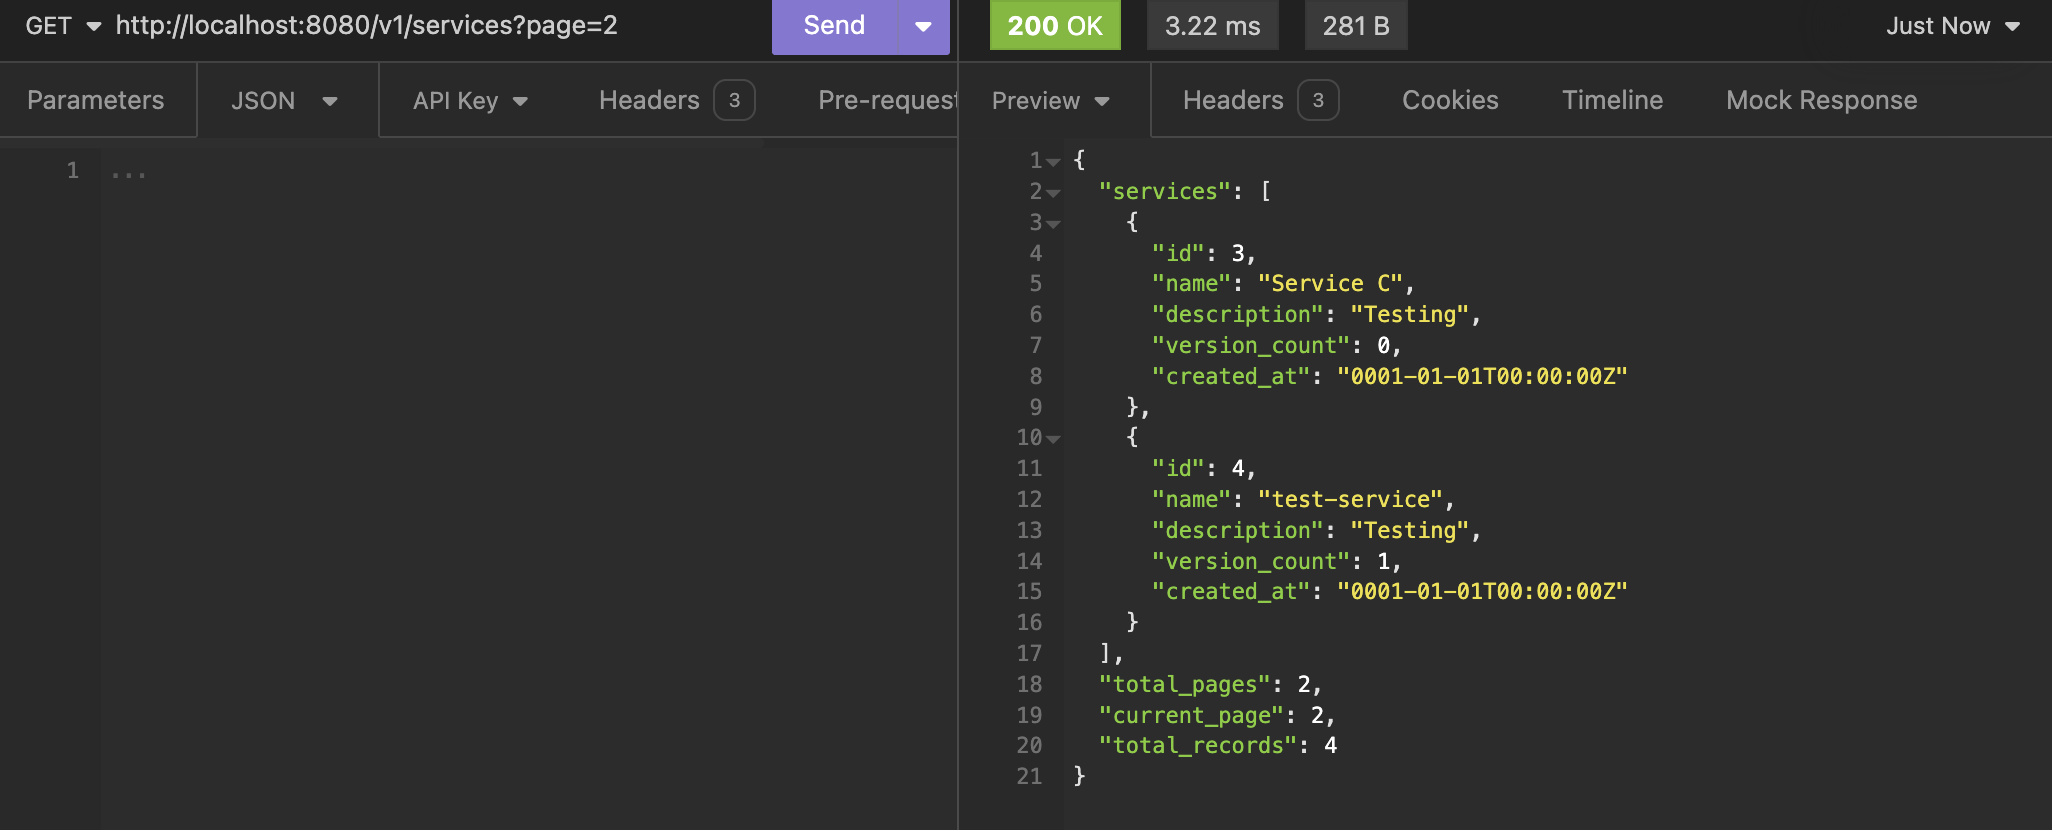 GET http://localhost:8080/v1/services?page=2 Send 200 OK 3.22 ms 281 B Just Now
Parameters JSON API Key Headers 3 Pre-request Preview Headers 3 Cookies Timeline Mock Response
1 ...
1 {
2 "services": [
3 {
4 "id": 3,
5 "name": "Service C",
6 "description": "Testing",
7 "version_count": 0,
8 "created_at": "0001-01-01T00:00:00Z"
9 },
10 {
11 "id": 4,
12 "name": "test-service",
13 "description": "Testing",
14 "version_count": 1,
15 "created_at": "0001-01-01T00:00:00Z"
16 }
17 ],
18 "total_pages": 2,
19 "current_page": 2,
20 "total_records": 4
21 }